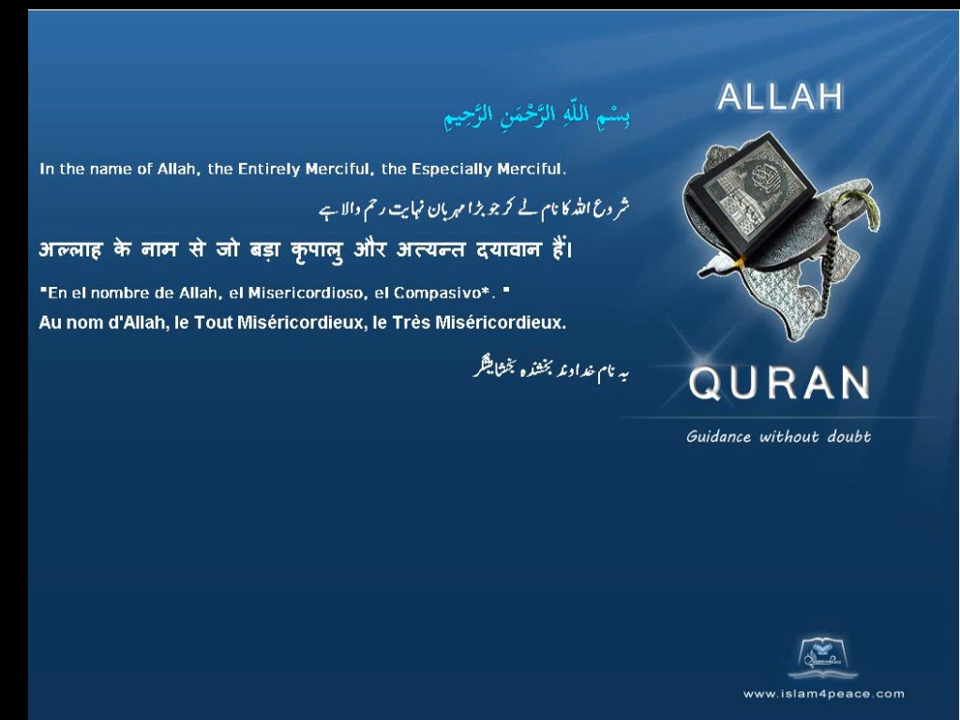 ALLAH
بِسْمِ اللّهِ الرَّحْمَنِ الرَّحِيمِ
In the name of Allah, the Entirely Merciful, the Especially Merciful.
شروع اللہ کا نام لے کر جو بڑا مہربان نہایت رحم والا ہے
अल्लाह के नाम से जो बड़ा कृपालु और अत्यन्त दयावान हैं।
"En el nombre de Allah, el Misericordioso, el Compasivo*. "
Au nom d'Allah, le Tout Miséricordieux, le Très Miséricordieux.
به نام خداوند بخشنده بخشایشگر
QURAN
Guidance without doubt
www.islam4peace.com